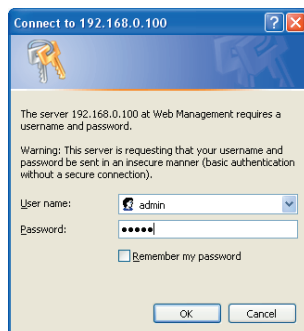 Connect to 192.168.0.100
The server 192.168.0.100 at Web Management requires a
username and password.
Warning: This server is requesting that your username and
password be sent in an insecure manner (basic authentication
without a secure connection).
User name:
admin
Password:
●●●●●
Remember my password
OK
Cancel